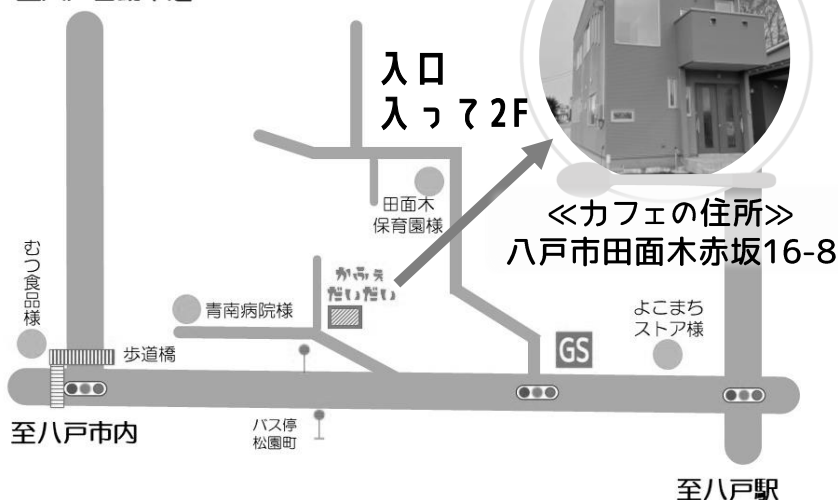 入口
入って2F
田面木
保育園様
≪カフェの住所≫
八戸市田面木赤坂16-8
むつ食品様
かふぇ
だいだい
青南病院様
よこまち
ストア様
歩道橋
GS
至八戸市内
バス停
松園町
至八戸駅